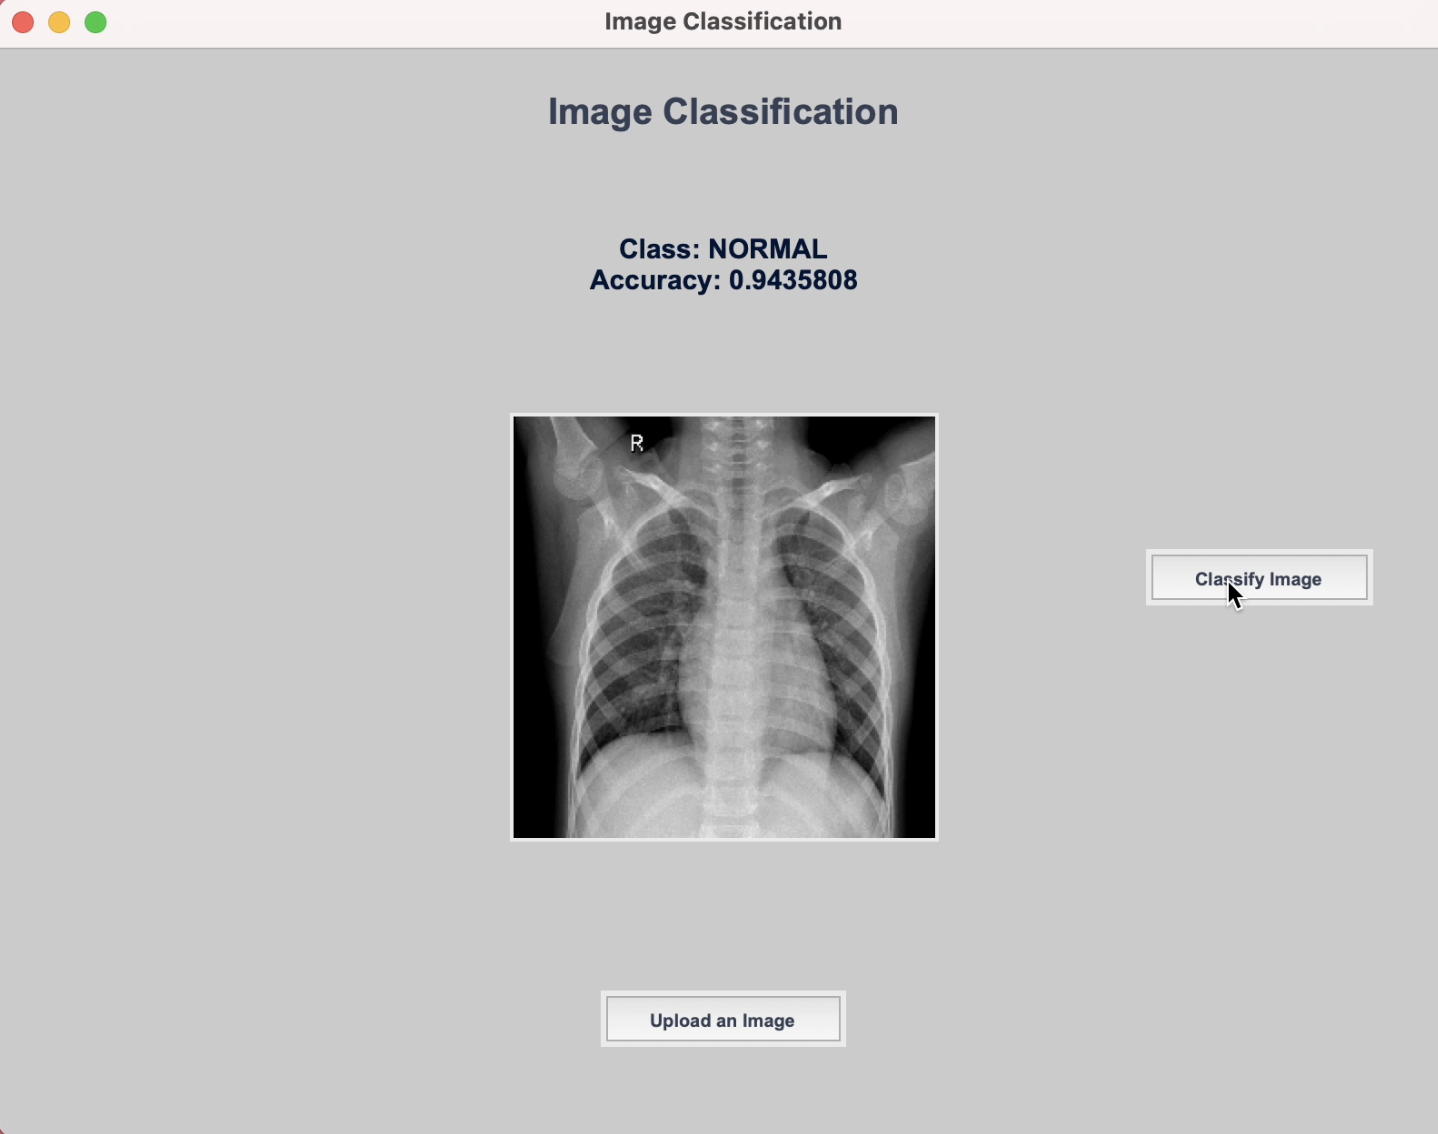 Image Classification
Image Classification
Class: NORMAL
Accuracy: 0.9435808
R
Classify Image
Upload an Image